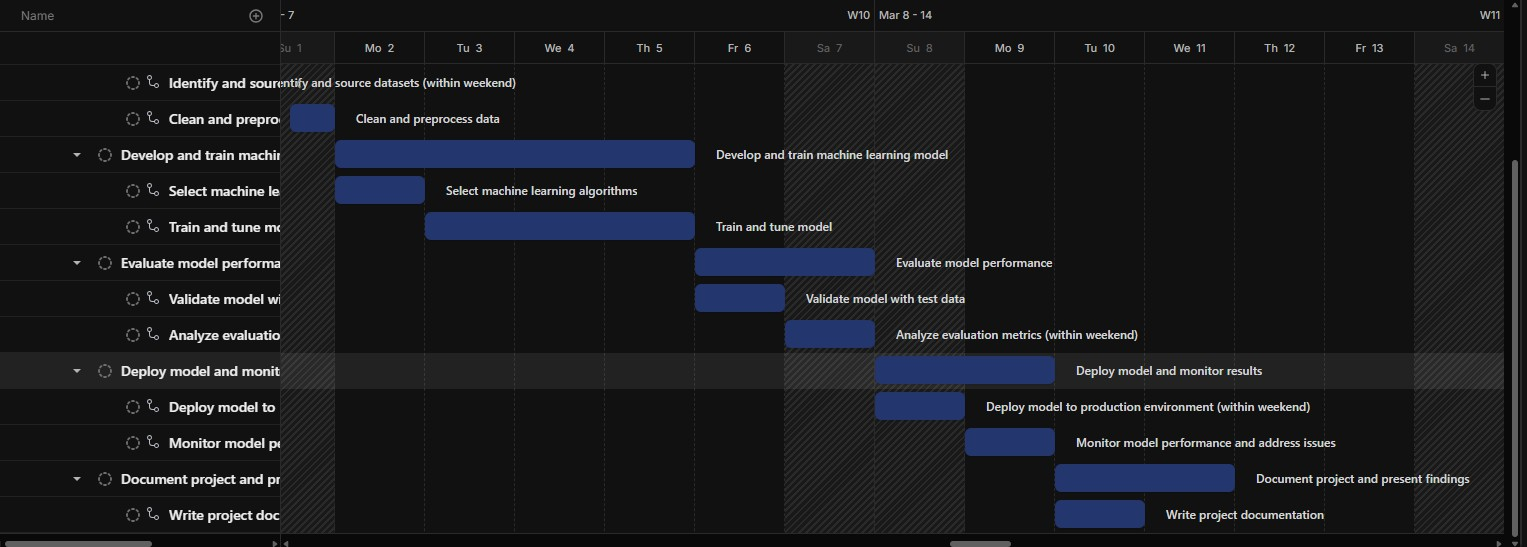 Name
- 7 W10 Mar 8 - 14 W11
Su 1 Mo 2 Tu 3 We 4 Th 5 Fr 6 Sa 7 Su 8 Mo 9 Tu 10 We 11 Th 12 Fr 13 Sa 14
Identify and sour entify and source datasets (within weekend)
Clean and prepro Clean and preprocess data
Develop and train machin Develop and train machine learning model
Select machine le Select machine learning algorithms
Train and tune mo Train and tune model
Evaluate model performa Evaluate model performance
Validate model wi Validate model with test data
Analyze evaluatio Analyze evaluation metrics (within weekend)
Deploy model and monit Deploy model and monitor results
Deploy model to Deploy model to production environment (within weekend)
Monitor model pe Monitor model performance and address issues
Document project and pr Document project and present findings
Write project doc Write project documentation